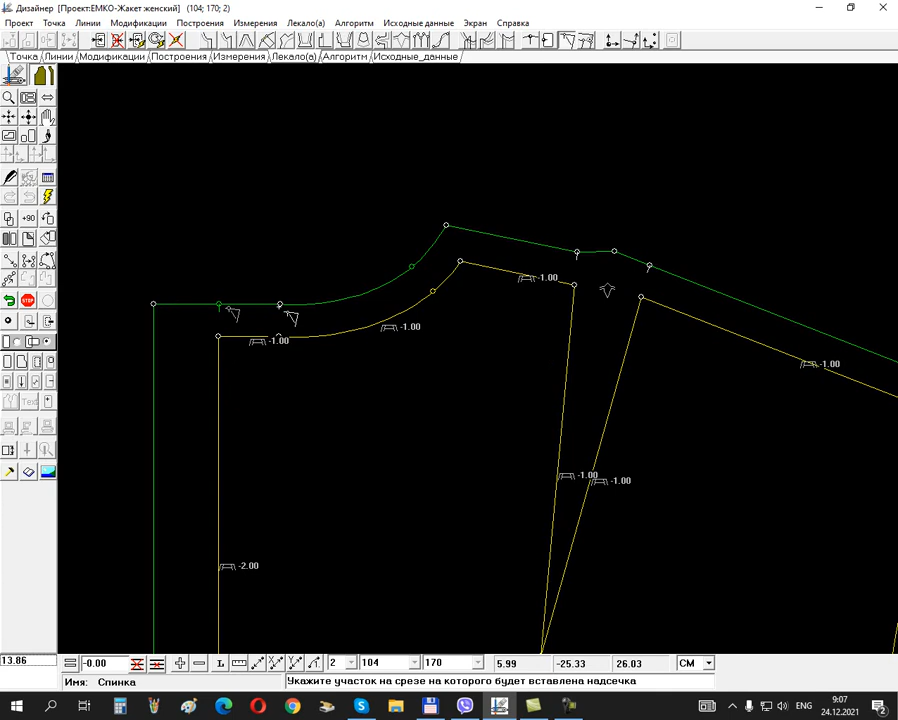 Дизайнер [Проект:ЕМКО-Жакет женский] (104; 170; 2)
Проект Точка Линии Модификации Построения Измерения Лекало(а) Алгоритм Исходные данные Экран Справка
Точка Линии Модификации Построения Измерения Лекало(а) Алгоритм Исходные_данные
+90
Text
-1.00
-1.00
-1.00
-1.00
-1.00
-1.00
-2.00
13.86
-0.00 L 2 104 170 5.99 -25.33 26.03 СМ
Имя: Спинка Укажите участок на срезе на которого будет вставлена надсечка
ENG 9:07
24.12.2021 2